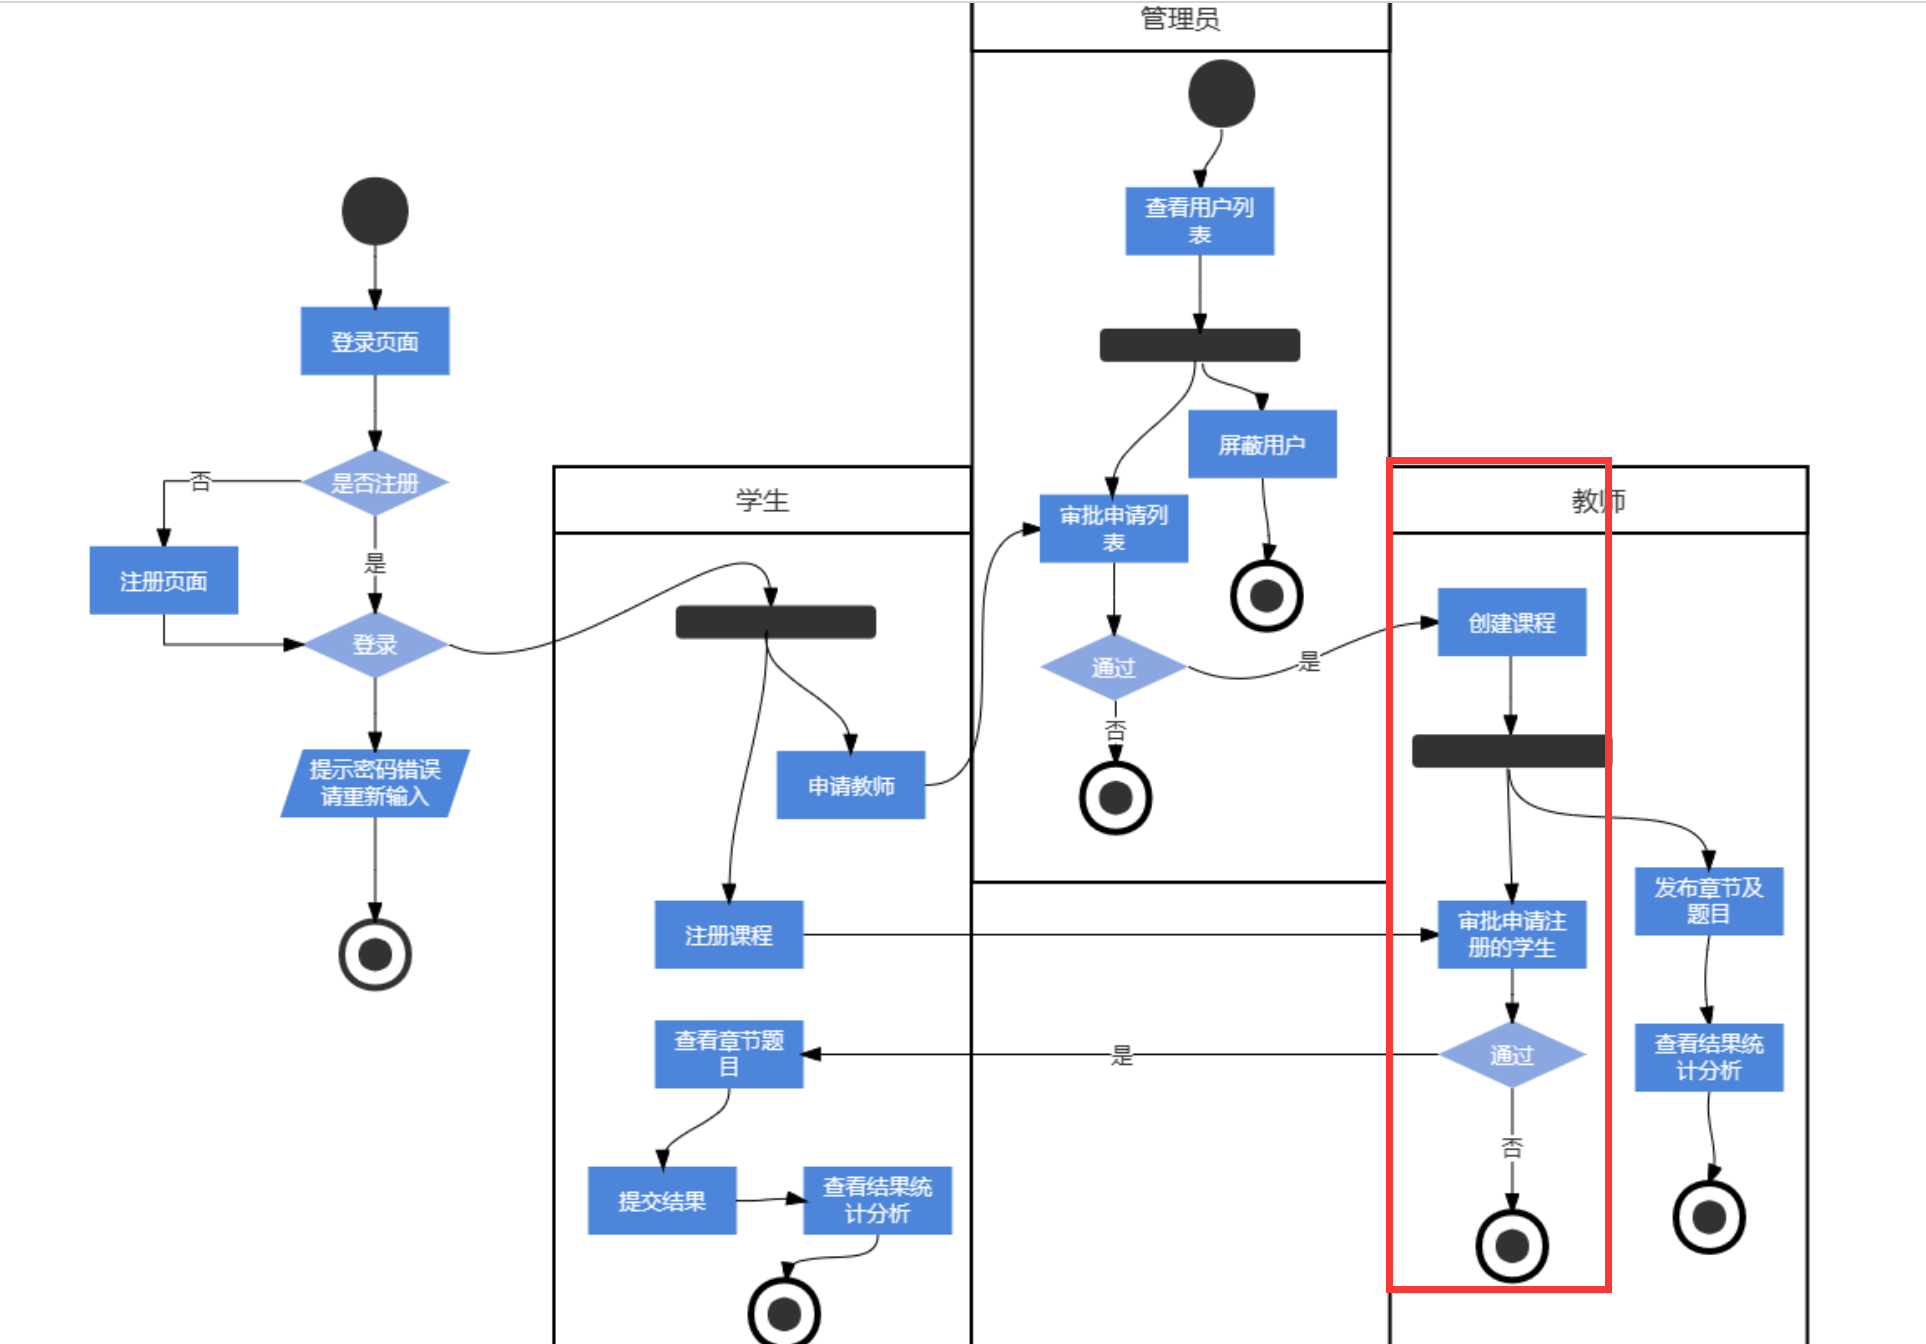 管理员
查看用户列
表
屏蔽用户
审批申请列
表
通过
是
否
登录页面
是否注册
否
是
注册页面
登录
提示密码错误
请重新输入
学生
申请教师
注册课程
查看章节题
目
提交结果
查看结果统
计分析
教师
创建课程
审批申请注
册的学生
发布章节及
题目
通过
是
否
查看结果统
计分析